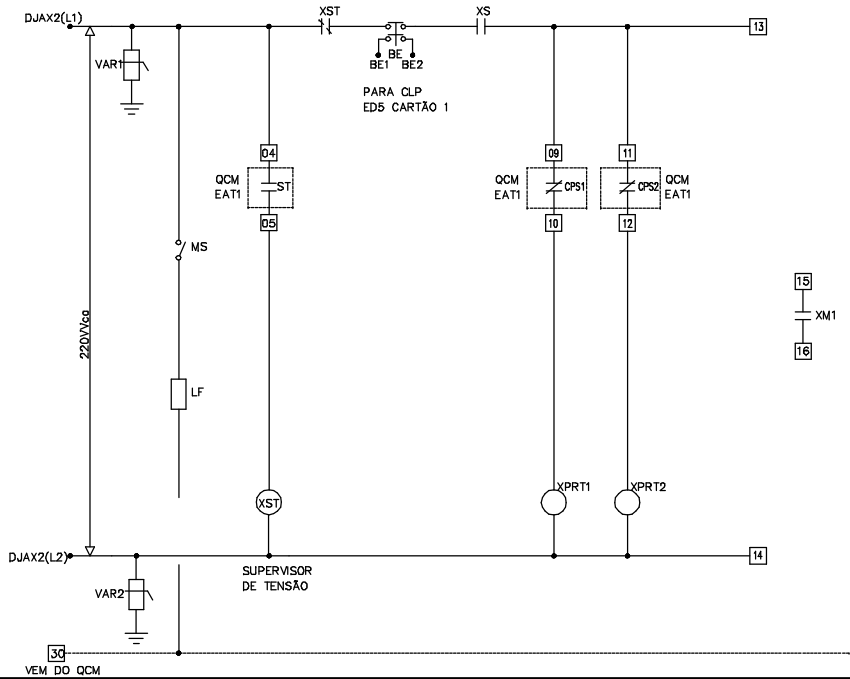 DJAX2(L1)
XST
XS
13
VAR1
BE
BE1 BE2
PARA CLP
ED5 CARTÃO 1
04
09
11
QCM
EAT1
ST
QCM
EAT1
CPS1
CPS2
QCM
EAT1
05
10
12
MS
15
XM1
16
220VVca
LF
XST
XPRT1
XPRT2
DJAX2(L2)
14
SUPERVISOR
DE TENSÃO
VAR2
30
VEM DO QCM